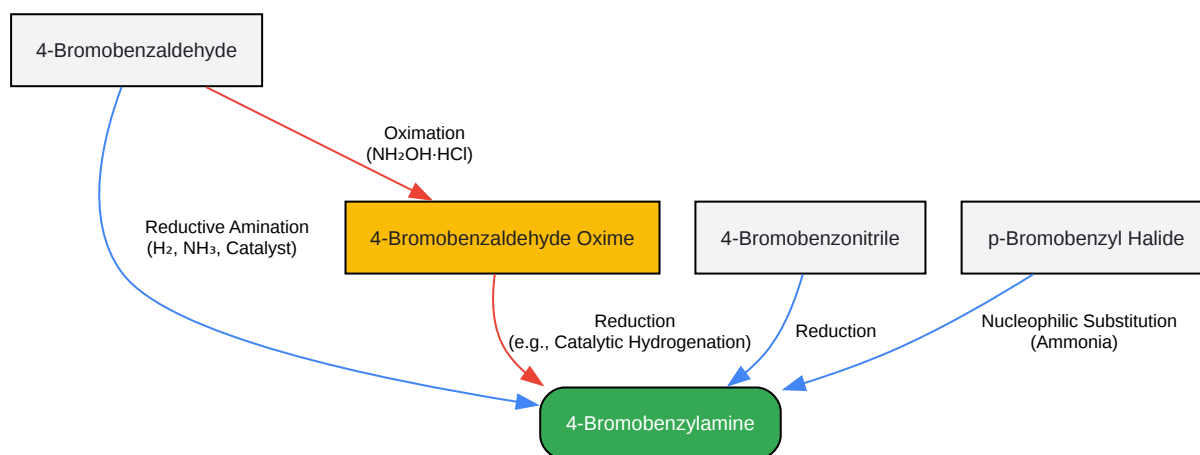 4-Bromobenzaldehyde
Oximation
(NH₂OH·HCl)
Reductive Amination
(H₂, NH₃, Catalyst)
4-Bromobenzaldehyde Oxime
4-Bromobenzonitrile
p-Bromobenzyl Halide
Reduction
(e.g., Catalytic Hydrogenation)
Reduction
Nucleophilic Substitution
(Ammonia)
4-Bromobenzylamine